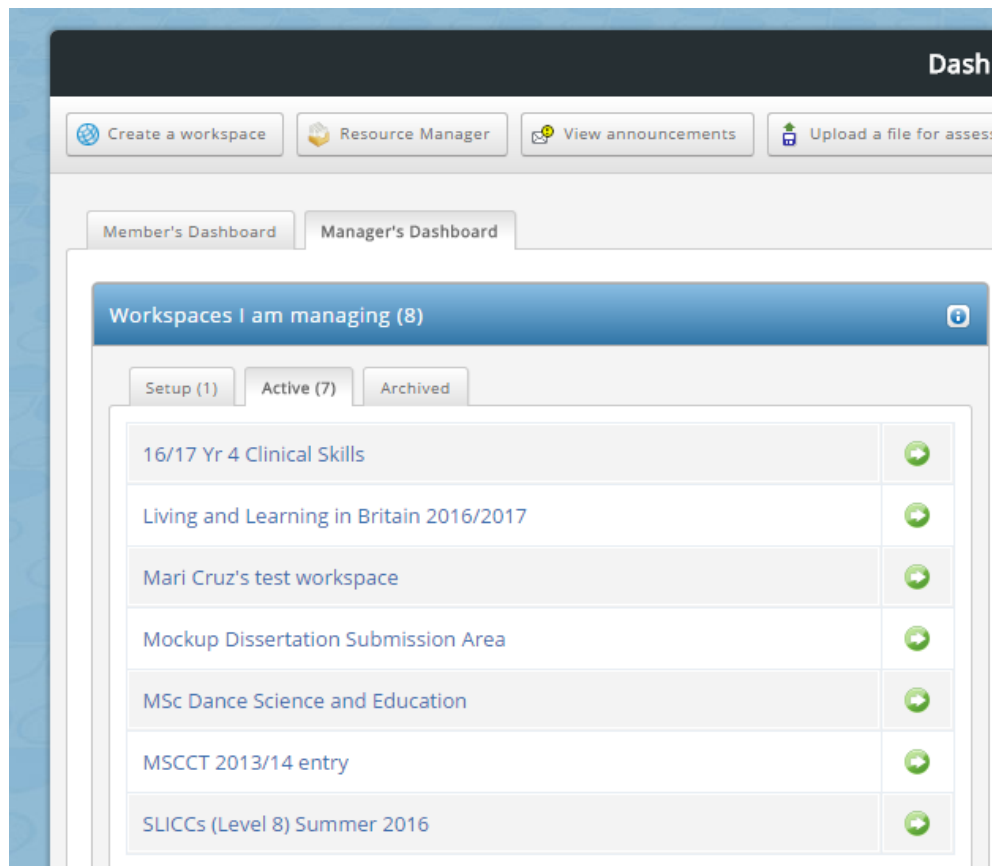 Dash
Create a workspace Resource Manager View announcements Upload a file for assess
Member's Dashboard Manager's Dashboard
Workspaces I am managing (8)
Setup (1) Active (7) Archived
16/17 Yr 4 Clinical Skills
Living and Learning in Britain 2016/2017
Mari Cruz's test workspace
Mockup Dissertation Submission Area
MSc Dance Science and Education
MSCCT 2013/14 entry
SLICCs (Level 8) Summer 2016